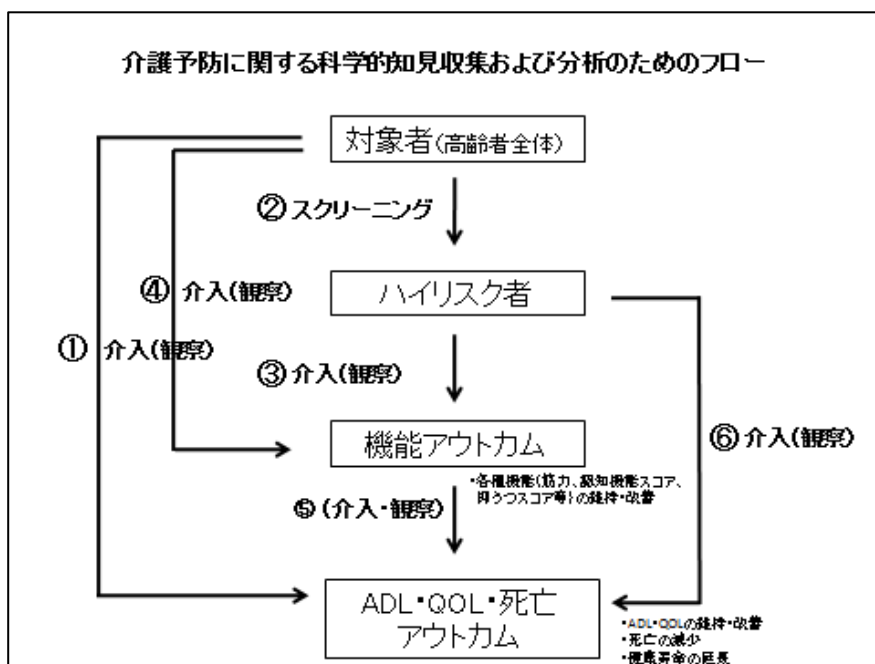 介護予防に関する科学的知見収集および分析のためのフロー
対象者(高齢者全体)
②スクリーニング
④ 介入(観察)
ハイリスク者
① 介入(観察)
③ 介入(観察)
⑥ 介入(観察)
機能アウトカム
・各種機能(筋力、認知機能スコア、
抑うつスコア等)の維持・改善
⑤ (介入・観察)
ADL・QOL・死亡
アウトカム
・ADL・QOLの維持・改善
・死亡の減少
・健康寿命の延長